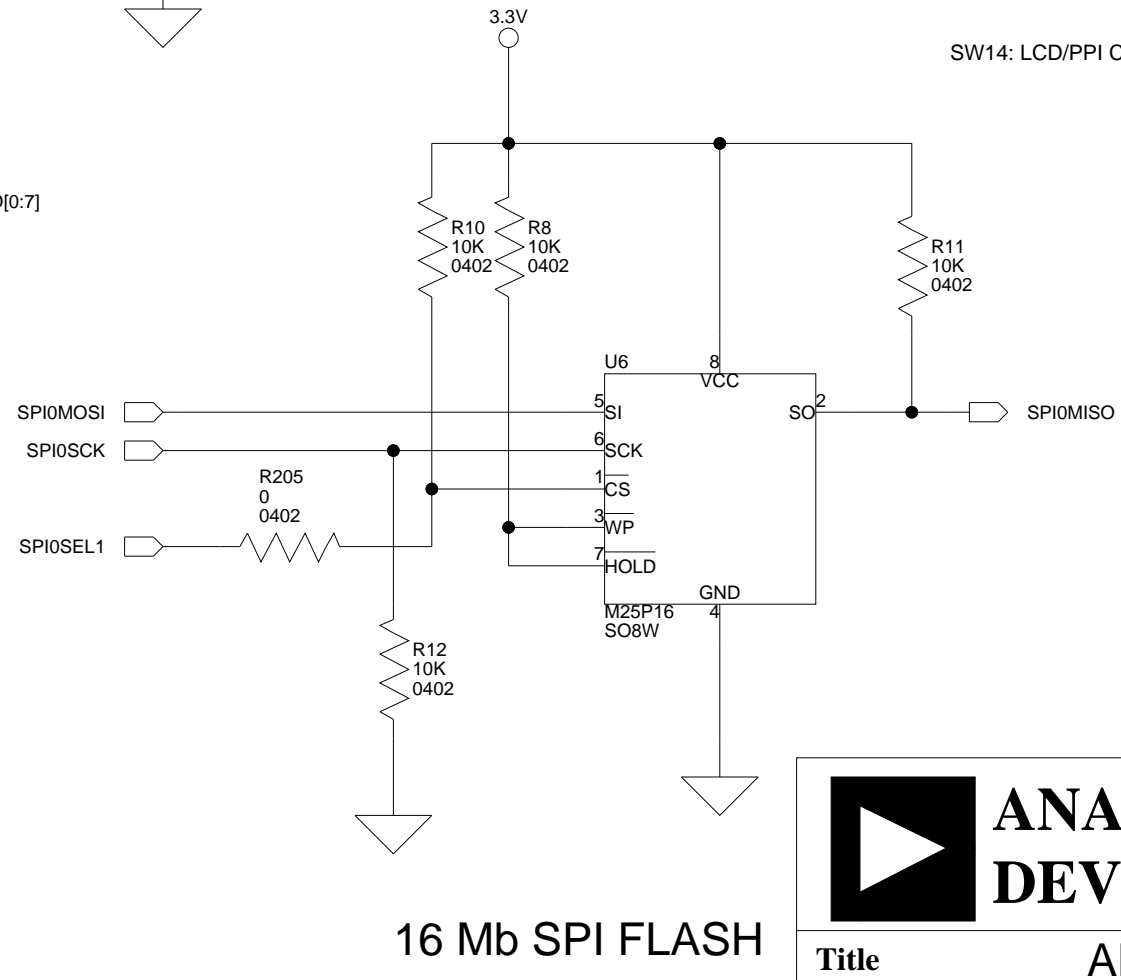 3.3V
SW14: LCD/PPI C
[0:7]
R10
10K
0402
R8
10K
0402
R11
10K
0402
U6
8
VCC
SPI0MOSI
5
SI
SO
2
SPI0MISO
SPI0SCK
6
SCK
R205
0
0402
1
CS
3
WP
SPI0SEL1
7
HOLD
GND
4
M25P16
SO8W
R12
10K
0402
ANA
DEV
16 Mb SPI FLASH
Title